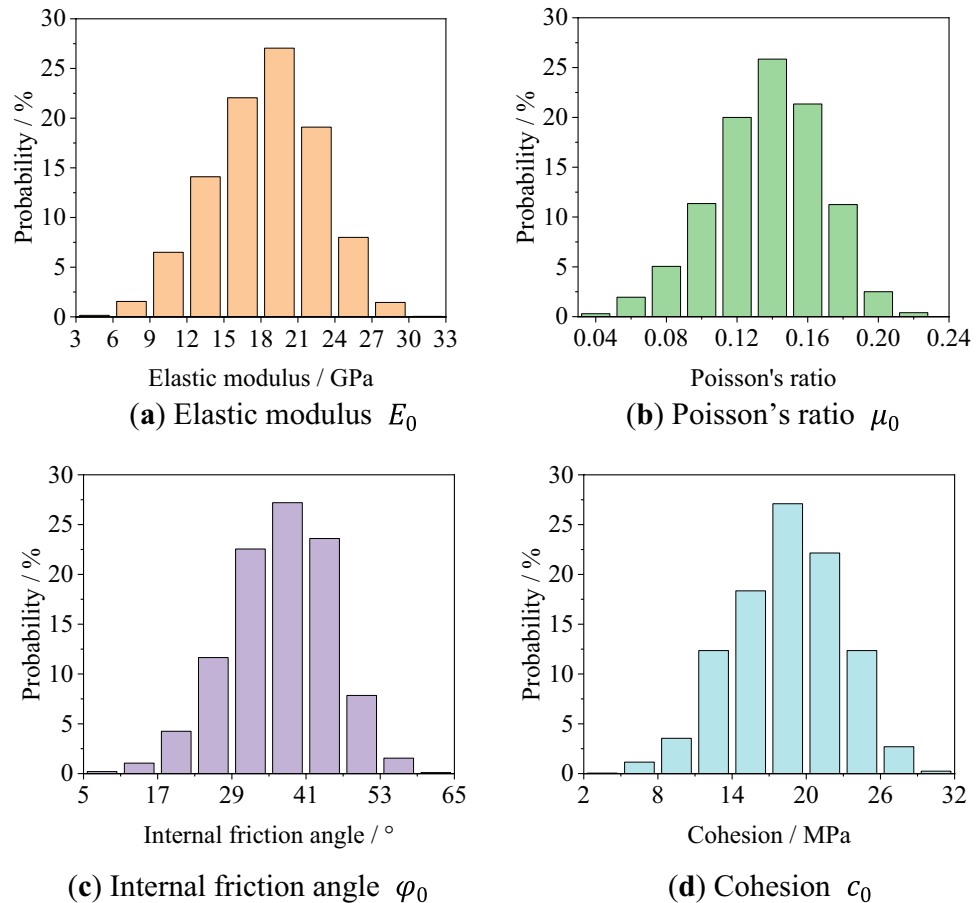 30
25
20
15
10
5
0
Probability / %
3 6 9 12 15 18 21 24 27 30 33
Elastic modulus / GPa
(a) Elastic modulus E₀
30
25
20
15
10
5
0
Probability / %
0.04 0.08 0.12 0.16 0.20 0.24
Poisson's ratio
(b) Poisson’s ratio μ₀
30
25
20
15
10
5
0
Probability / %
5 17 29 41 53 65
Internal friction angle / °
(c) Internal friction angle φ₀
30
25
20
15
10
5
0
Probability / %
2 8 14 20 26 32
Cohesion / MPa
(d) Cohesion c₀